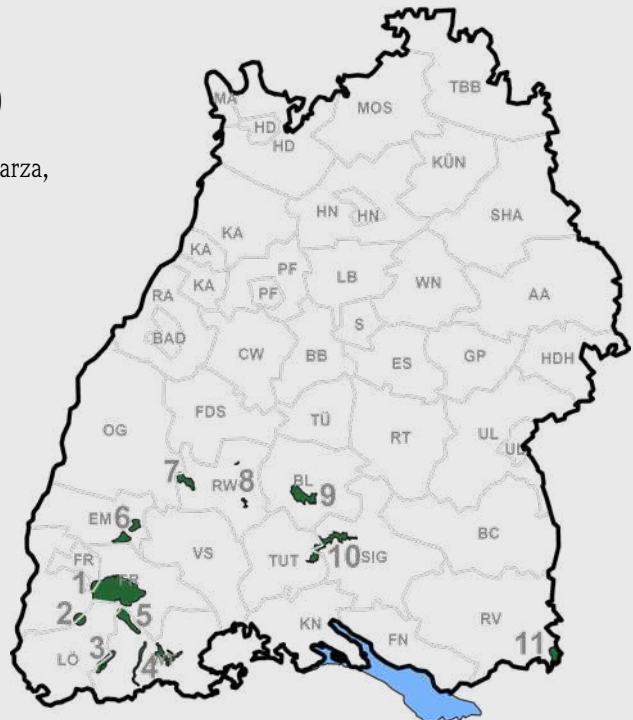 )
arza,
MA
HD
HD
MOS
TBB
KÜN
HN
HN
SHA
KA
KA
KA
PF
PF
LB
WN
AA
RA
BAD
S
CW
BB
ES
GP
HDH
FDS
TÜ
RT
UL
UL
OG
7
RW
8
BL
9
EM
6
VS
TUT
10
SIG
BC
FR
1
FR
2
5
LÖ
3
4
KN
FN
RV
11